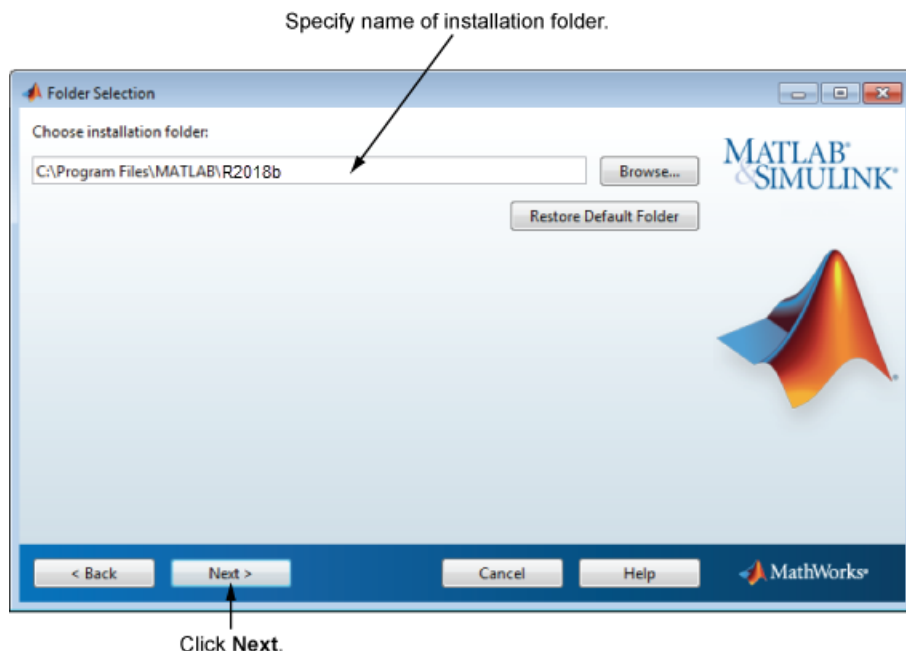 Specify name of installation folder.
Folder Selection
Choose installation folder:
C:\Program Files\MATLAB\R2018b
Browse...
MATLAB®
&SIMULINK®
Restore Default Folder
< Back
Next >
Cancel
Help
MathWorks®
Click Next.